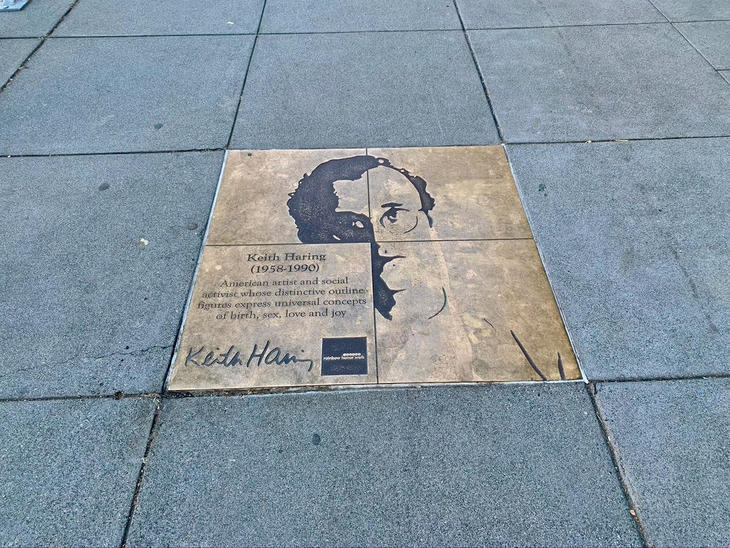 Keith Haring
(1958-1990)
American artist and social
activist whose distinctive outline
figures express universal concepts
of birth, sex, love and joy
Keith Haring
rainbow honor walk